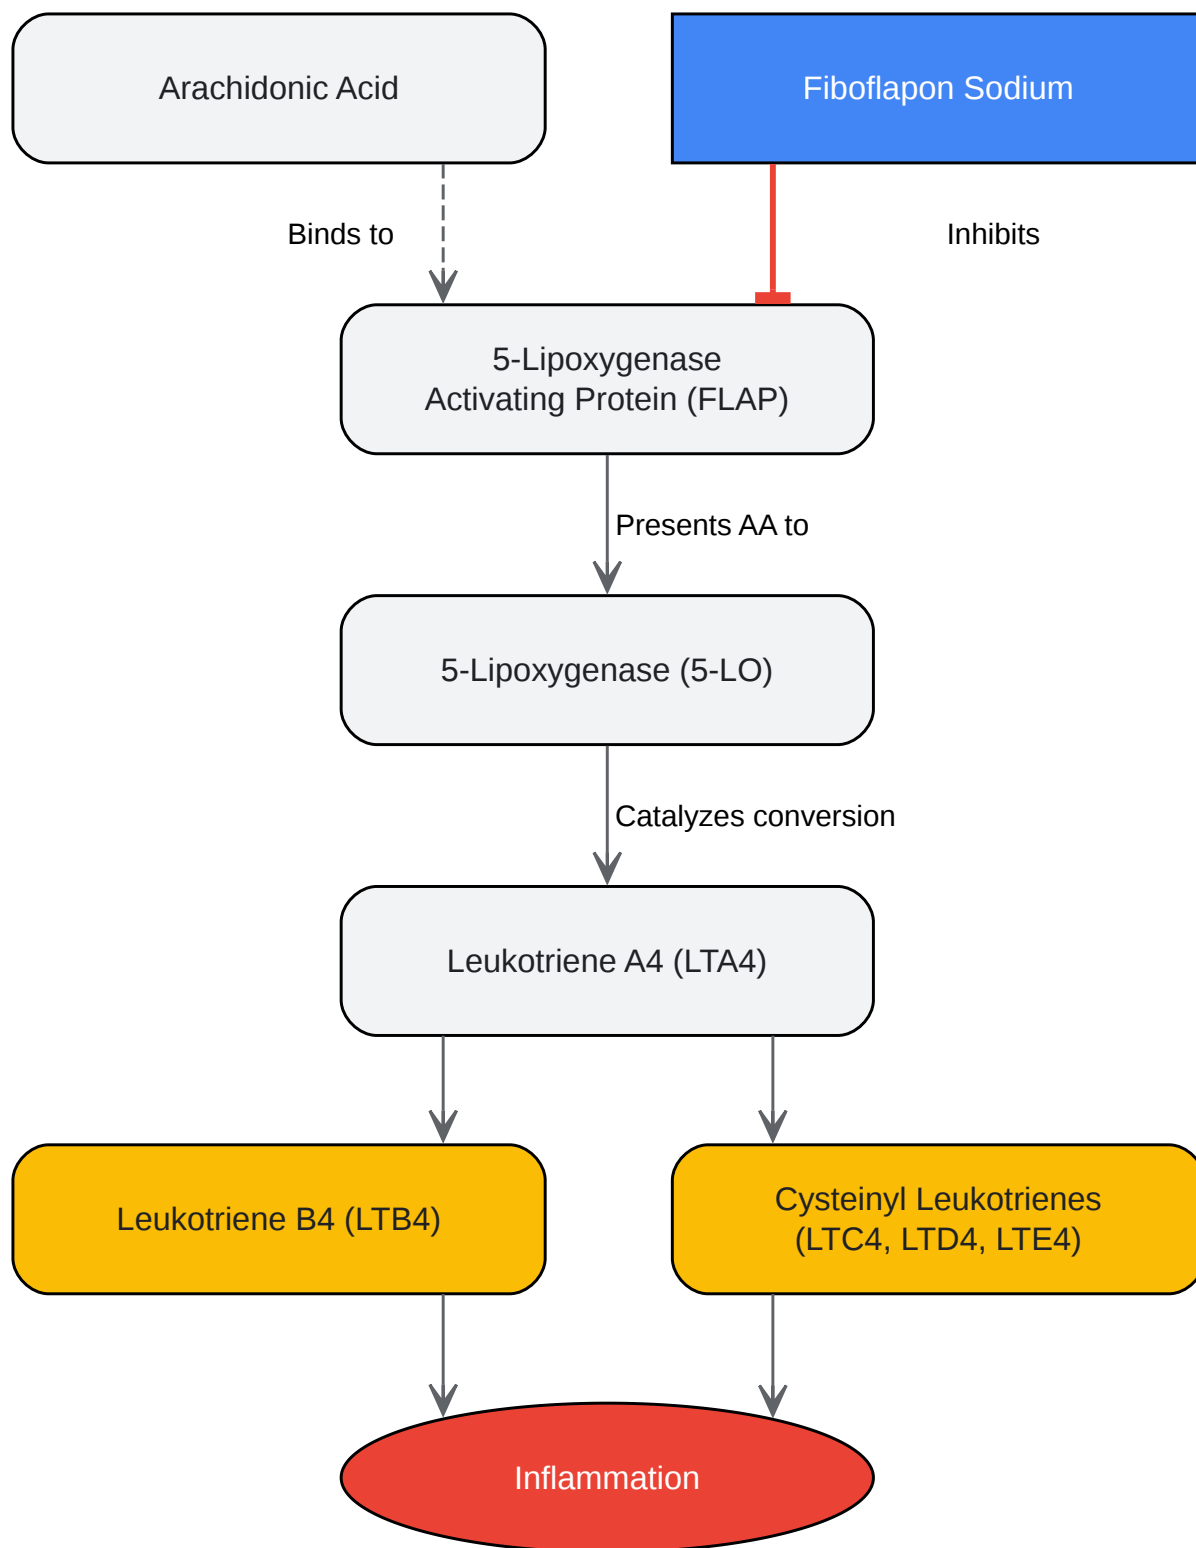 Arachidonic Acid
Fiboflapon Sodium
Binds to
Inhibits
5-Lipoxygenase
Activating Protein (FLAP)
Presents AA to
5-Lipoxygenase (5-LO)
Catalyzes conversion
Leukotriene A4 (LTA4)
Leukotriene B4 (LTB4)
Cysteinyl Leukotrienes
(LTC4, LTD4, LTE4)
Inflammation